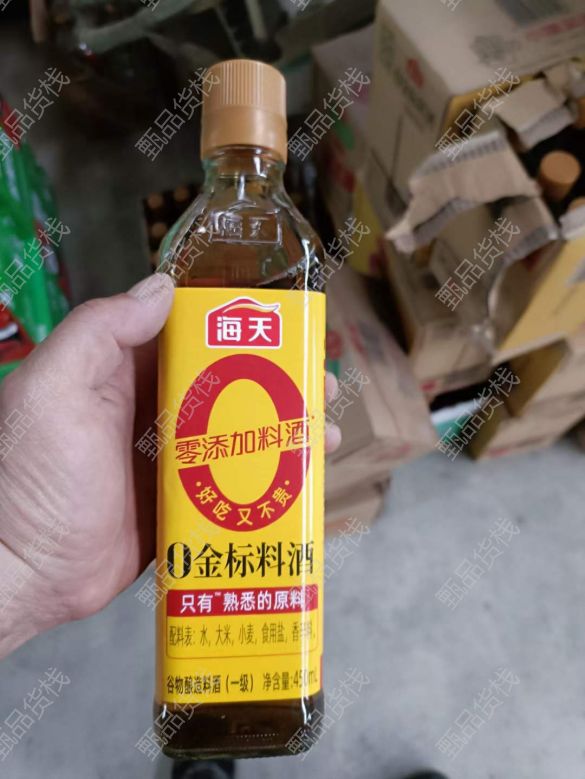 海天
海天
零添加料酒
·好吃又不贵·
0金标料酒
只有™熟悉的原料
配料表：水，大米，小麦，食用盐，香辛料。
谷物酿造料酒（一级） 净含量:450mL
甄品货栈